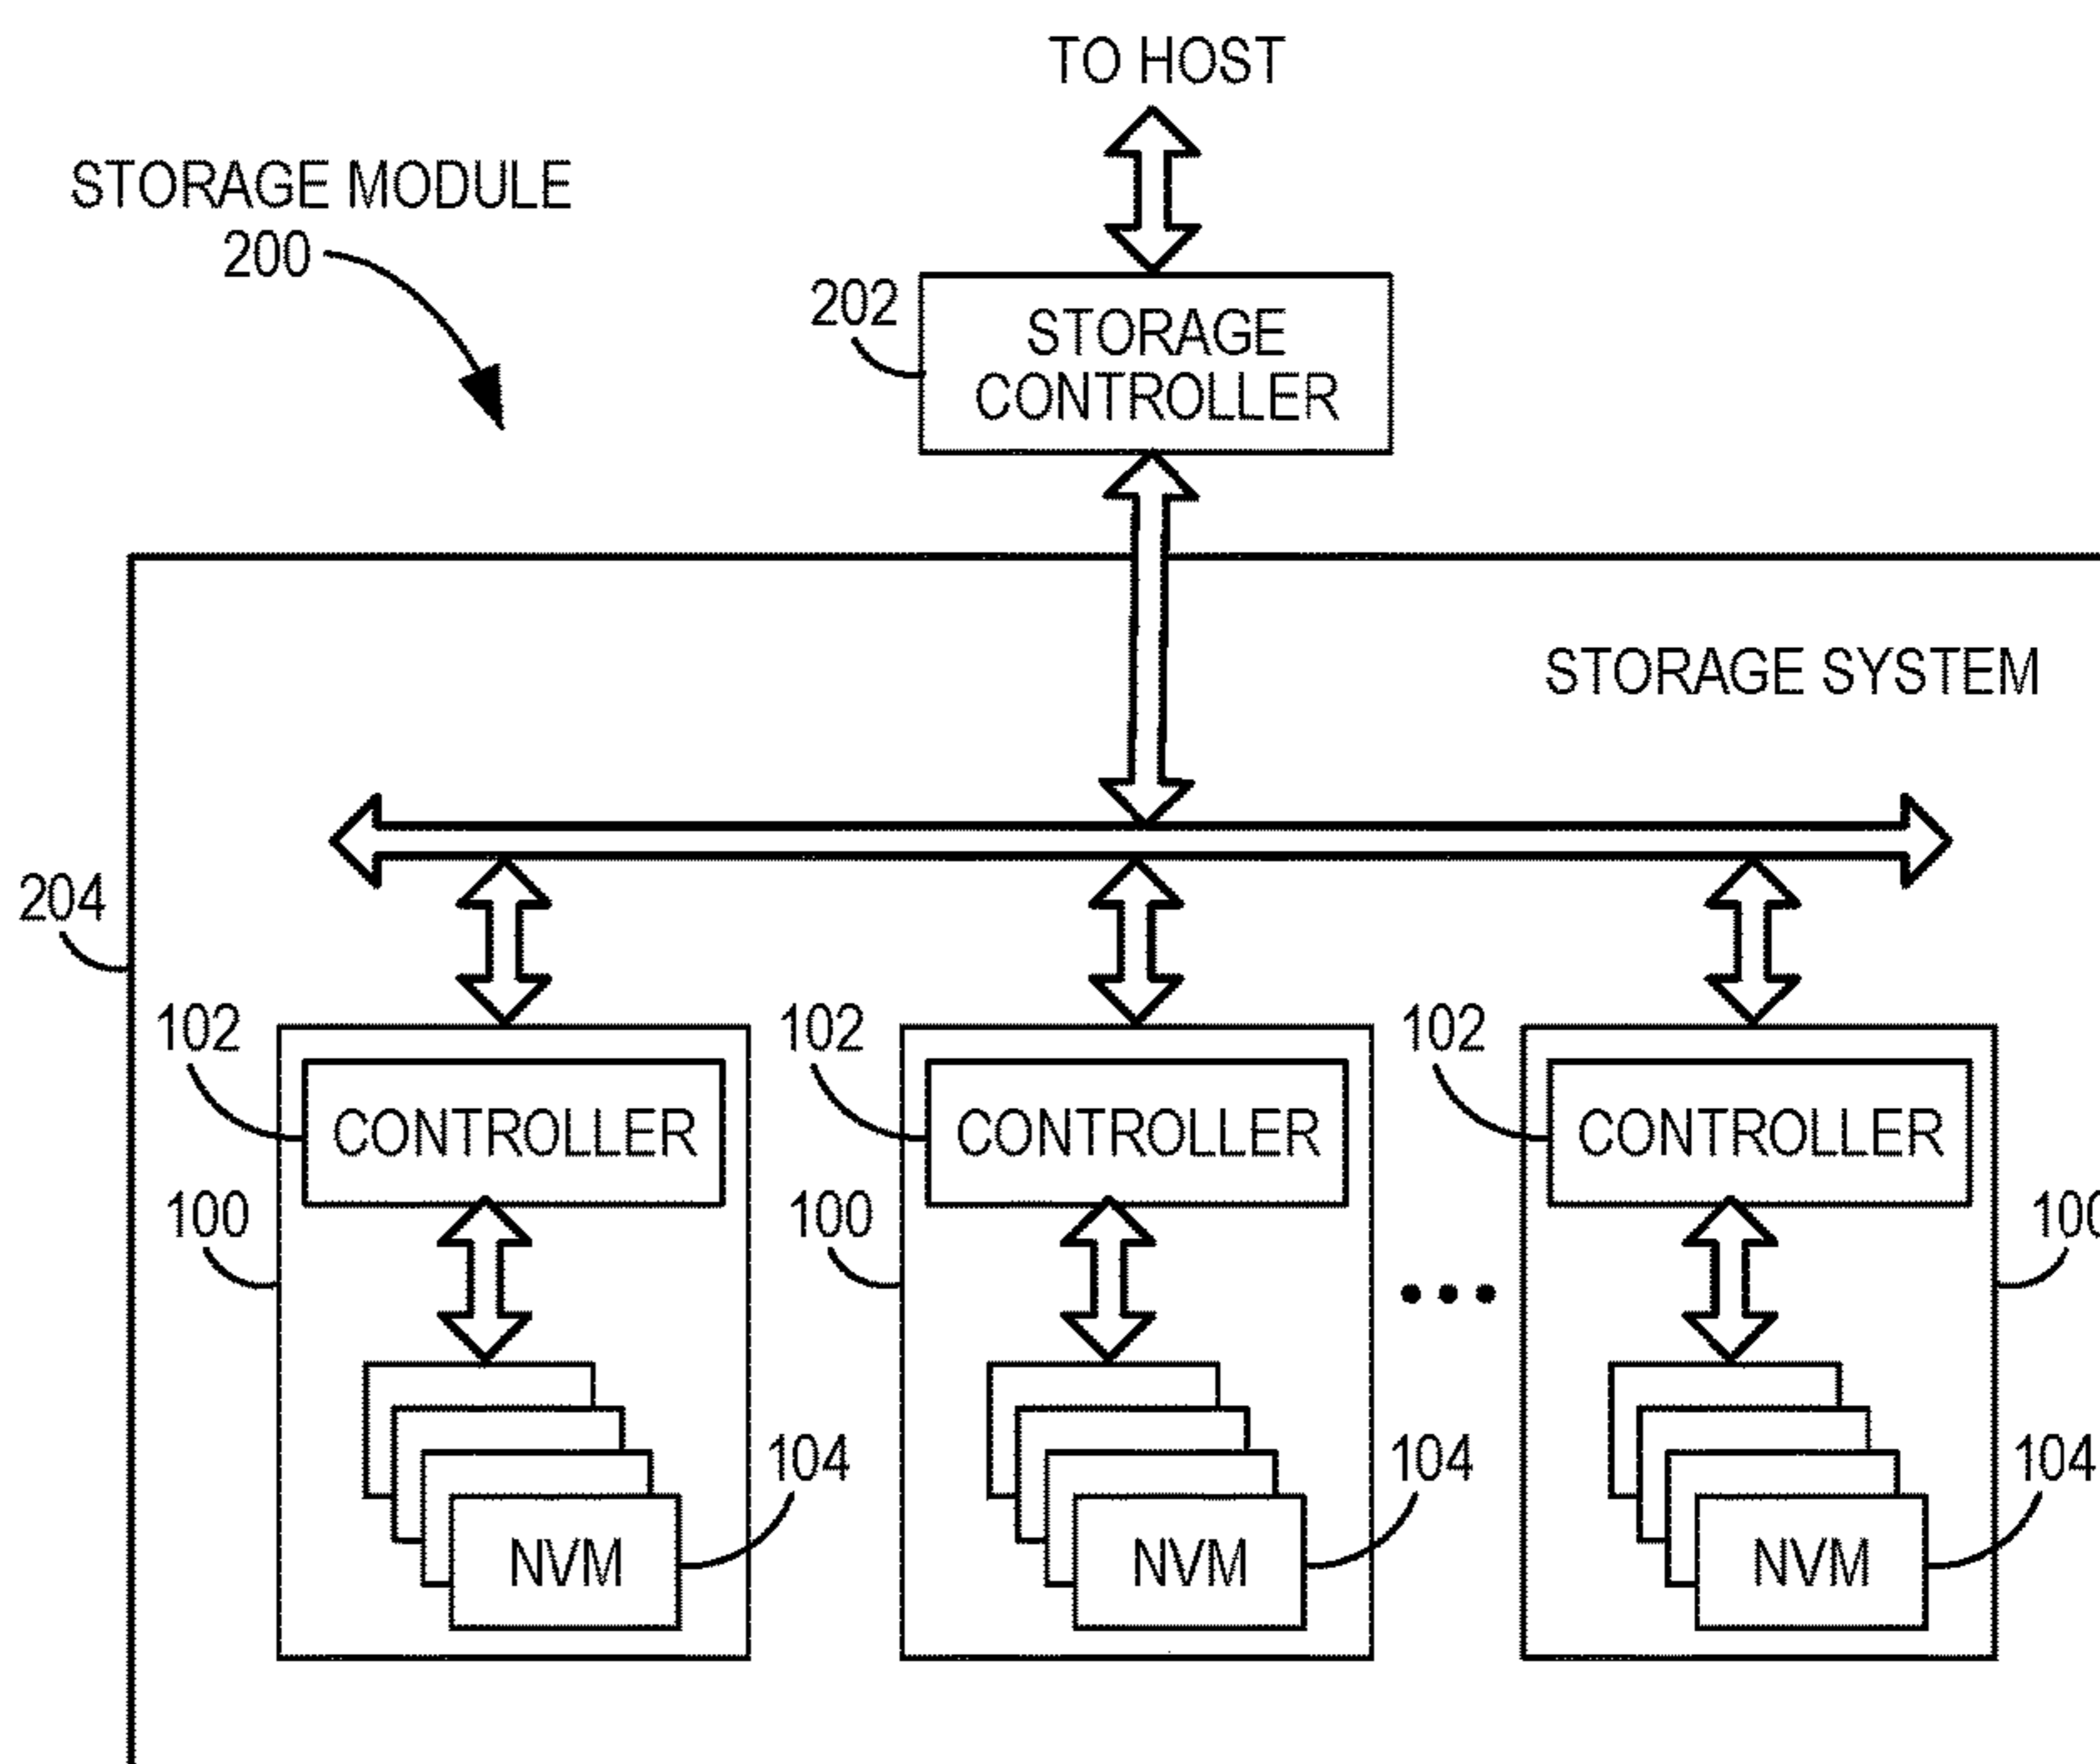 TO HOST
STORAGE MODULE
200
202
STORAGE
CONTROLLER
STORAGE SYSTEM
204
102
102
102
CONTROLLER
CONTROLLER
CONTROLLER
100
100
100
104
104
104
NVM
NVM
NVM